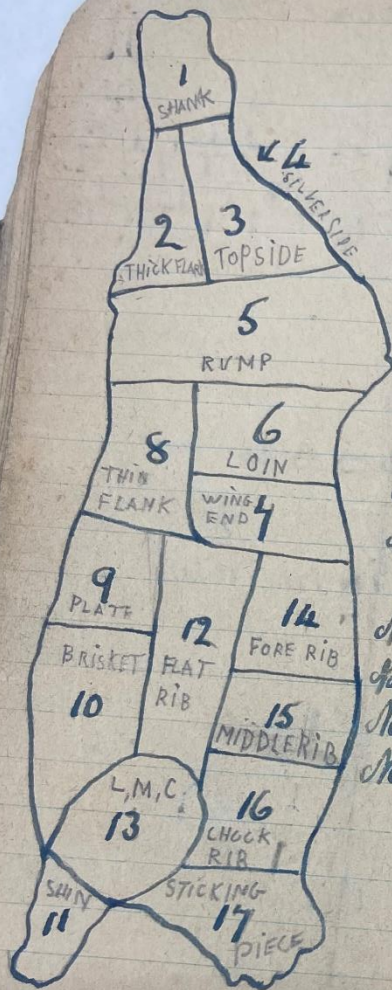 1
SHANK
4
SILVERSIDE
2
THICK FLANK
3
TOPSIDE
5
RUMP
6
LOIN
8
THIN
FLANK
WING
END
9
PLATE
12
FLAT
RIB
14
FORE RIB
BRISKET
10
15
MIDDLE RIB
L,M,C.
13
16
CHUCK
RIB
SHIN
11
STICKING
17
PIECE